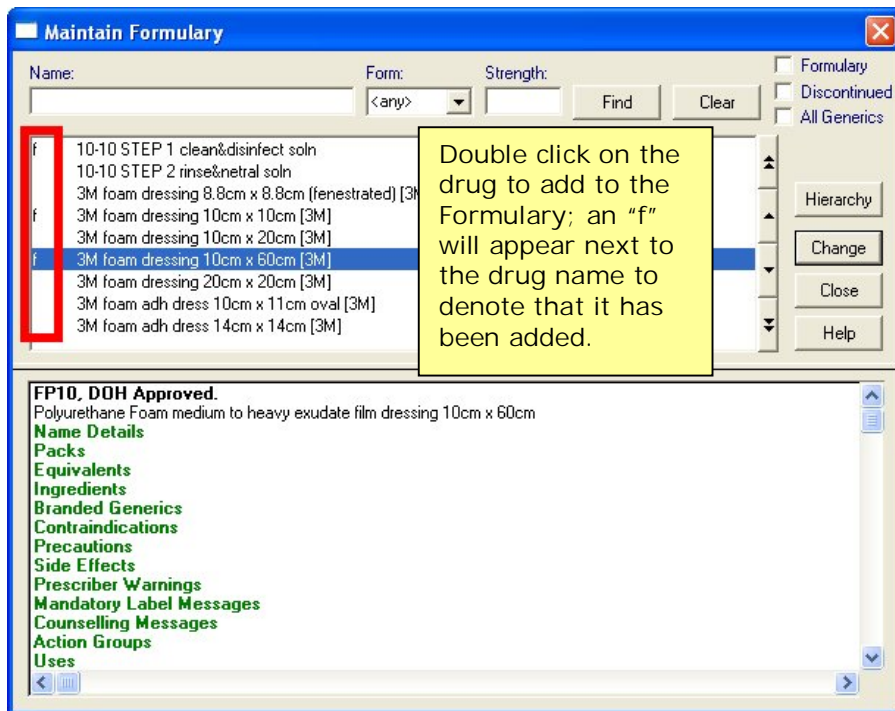 Maintain Formulary
Name:
Form:
Strength:
<any>
Find
Clear
Formulary
Discontinued
All Generics
f 10-10 STEP 1 clean&disinfect soln
10-10 STEP 2 rinse&netral soln
3M foam dressing 8.8cm x 8.8cm (fenestrated) [3M
f 3M foam dressing 10cm x 10cm [3M]
3M foam dressing 10cm x 20cm [3M]
f 3M foam dressing 10cm x 60cm [3M]
3M foam dressing 20cm x 20cm [3M]
3M foam adh dress 10cm x 11cm oval [3M]
3M foam adh dress 14cm x 14cm [3M]
Double click on the
drug to add to the
Formulary; an “f”
will appear next to
the drug name to
denote that it has
been added.
Hierarchy
Change
Close
Help
FP10, DOH Approved.
Polyurethane Foam medium to heavy exudate film dressing 10cm x 60cm
Name Details
Packs
Equivalents
Ingredients
Branded Generics
Contraindications
Precautions
Side Effects
Prescriber Warnings
Mandatory Label Messages
Counselling Messages
Action Groups
Uses